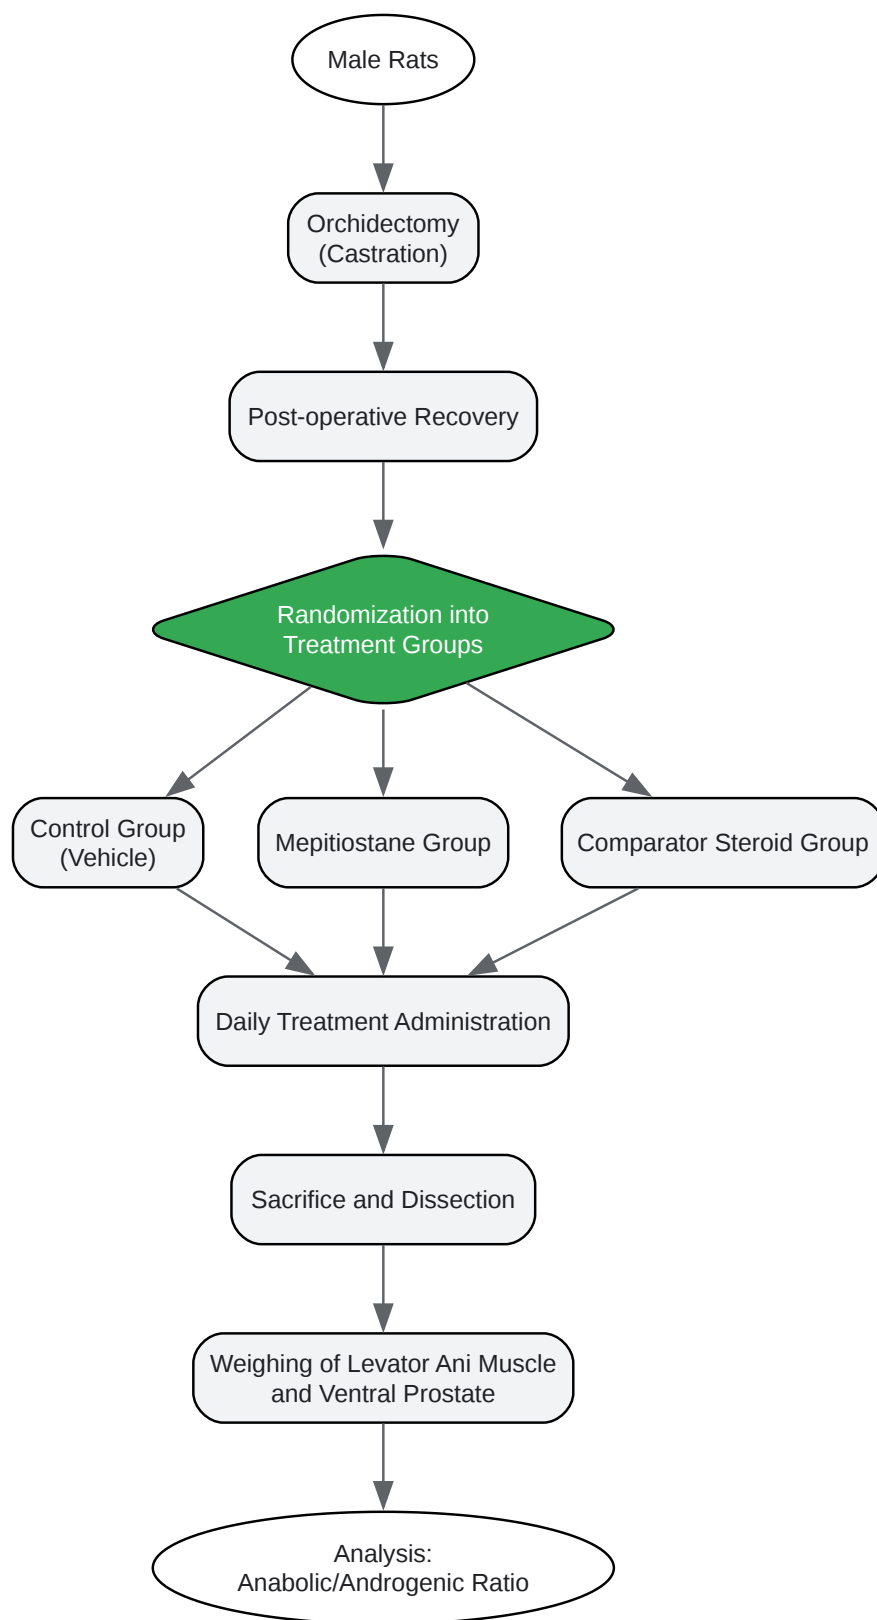 Male Rats
Orchidectomy
(Castration)
Post-operative Recovery
Randomization into
Treatment Groups
Control Group
(Vehicle)
Mepitiostane Group
Comparator Steroid Group
Daily Treatment Administration
Sacrifice and Dissection
Weighing of Levator Ani Muscle
and Ventral Prostate
Analysis:
Anabolic/Androgenic Ratio